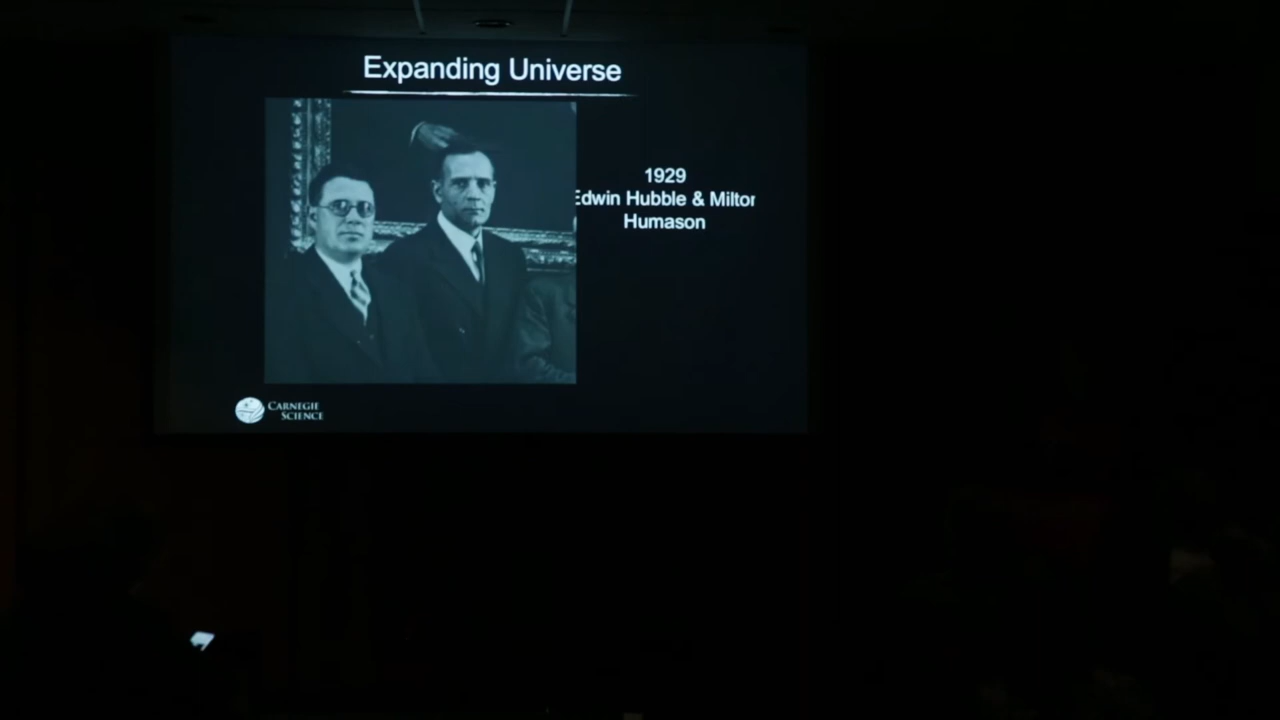 Expanding Universe
1929
Edwin Hubble & Milton
Humason
CARNEGIE
SCIENCE